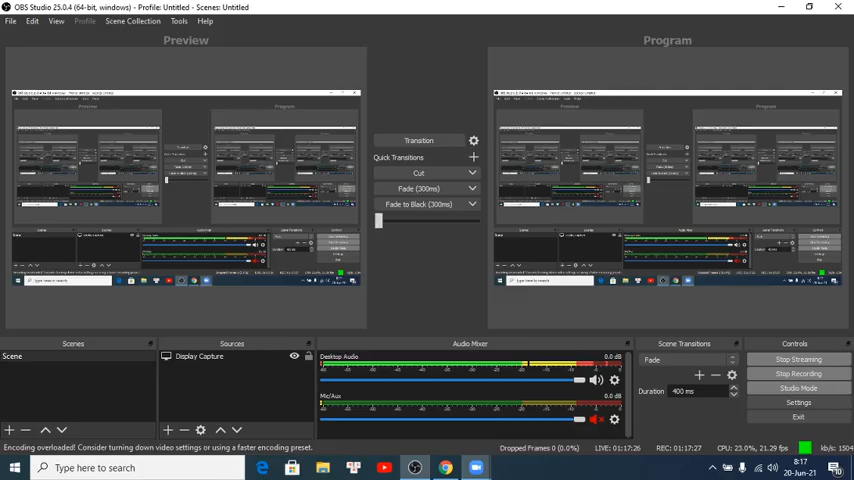 OBS Studio 25.0.4 (64-bit, windows) - Profile: Untitled - Scenes: Untitled
File Edit View Profile Scene Collection Tools Help
Preview
Program
Transition
Quick Transitions
Cut
Fade (300ms)
Fade to Black (300ms)
Scenes
Sources
Audio Mixer
Scene Transitions
Controls
Scene
Display Capture
Desktop Audio
0.0 dB
Mic/Aux
0.0 dB
Fade
Duration 400 ms
Stop Streaming
Stop Recording
Studio Mode
Settings
Exit
Encoding overloaded! Consider turning down video settings or using a faster encoding preset.
Dropped Frames 0 (0.0%)
LIVE: 01:17:26
REC: 01:17:27
CPU: 23.0%, 21.29 fps
kb/s: 1504
Type here to search
8:17
20-Jun-21
10